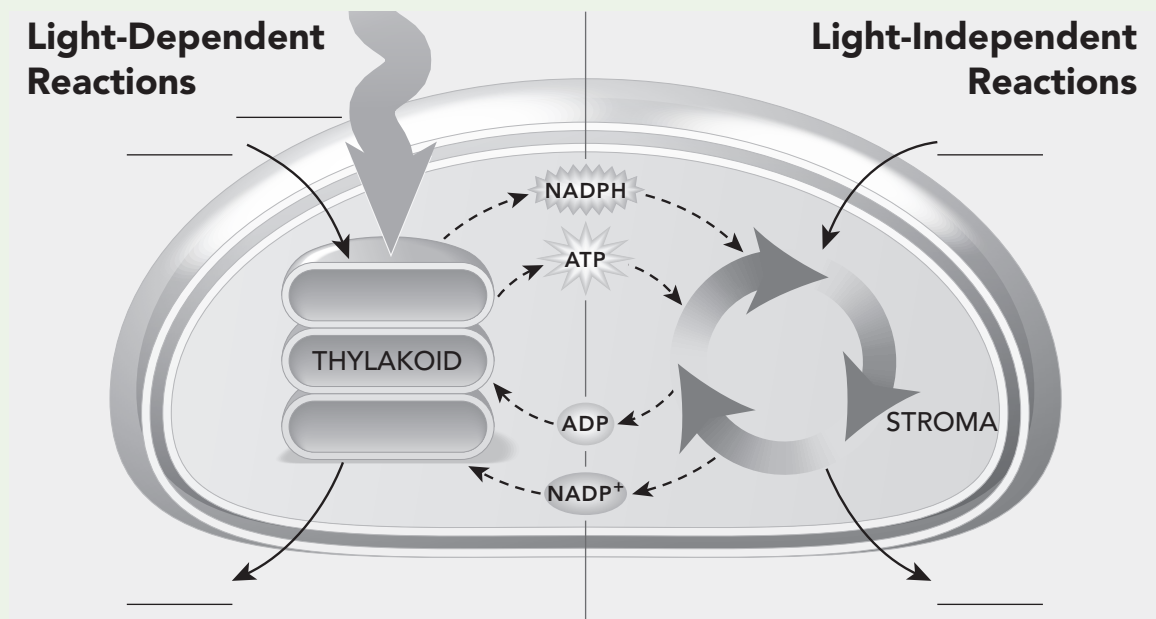 Light-Dependent
Reactions
Light-Independent
Reactions
NADPH
ATP
THYLAKOID
ADP
STROMA
NADP⁺